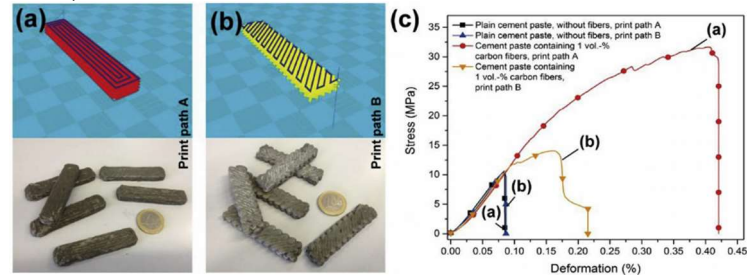 (a)
Print path A
(b)
Print path B
(c)
Plain cement paste, without fibers, print path A
Plain cement paste, without fibers, print path B
Cement paste containing 1 vol.-%
carbon fibers, print path A
Cement paste containing
1 vol.-% carbon fibers,
print path B
(a)
(b)
(a)
(b)
Stress (MPa)
35
30
25
20
15
10
5
0
0.00
0.05
0.10
0.15
0.20
0.25
0.30
0.35
0.40
0.45
Deformation (%)